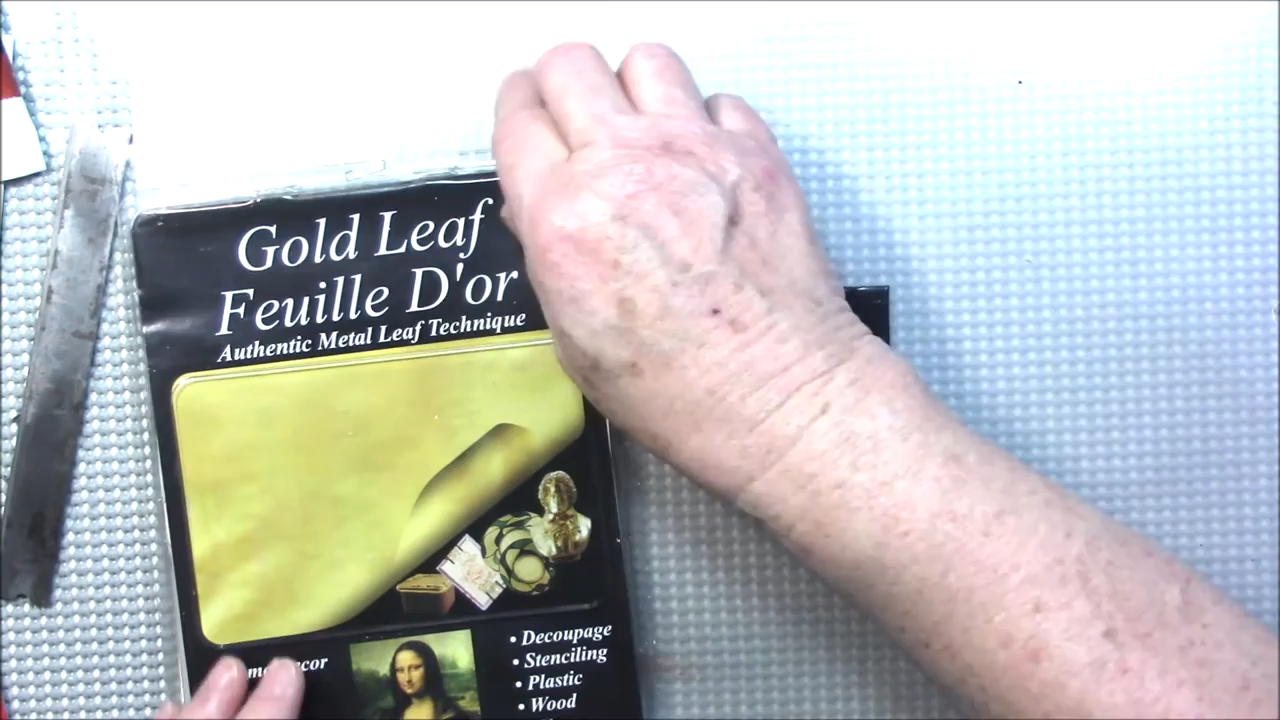 Gold Leaf
Feuille D'or
Authentic Metal Leaf Technique
• Decoupage
• Stenciling
• Plastic
• Wood